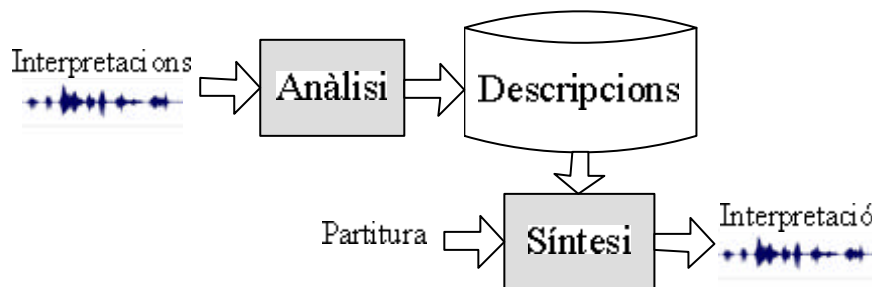 Interpretacions
Anàlisi
Descripcions
Partitura
Síntesi
Interpretació